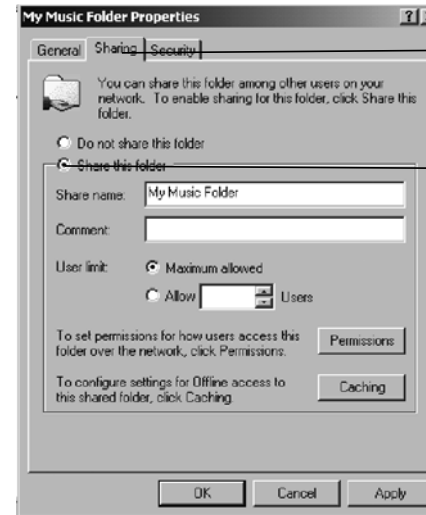 My Music Folder Properties
General Sharing Security
You can share this folder among other users on your
network. To enable sharing for this folder, click Share this
folder.
Do not share this folder
Share this folder
Share name: My Music Folder
Comment:
User limit: Maximum allowed
Allow Users
To set permissions for how users access this
folder over the network, click Permissions.
Permissions
To configure settings for Offline access to
this shared folder, click Caching.
Caching
OK Cancel Apply